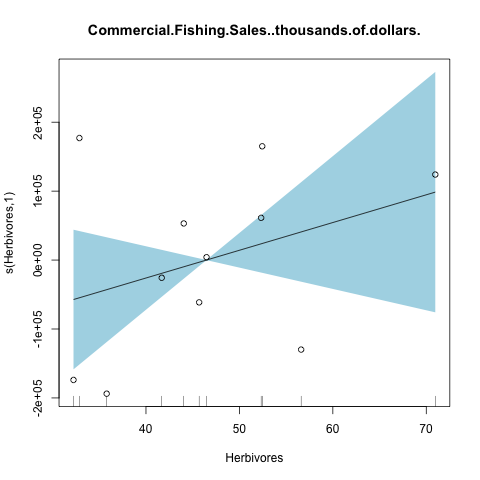 Commercial.Fishing.Sales..thousands.of.dollars.
s(Herbivores,1)
2e+05
1e+05
0e+00
-1e+05
-2e+05
40 50 60 70
Herbivores